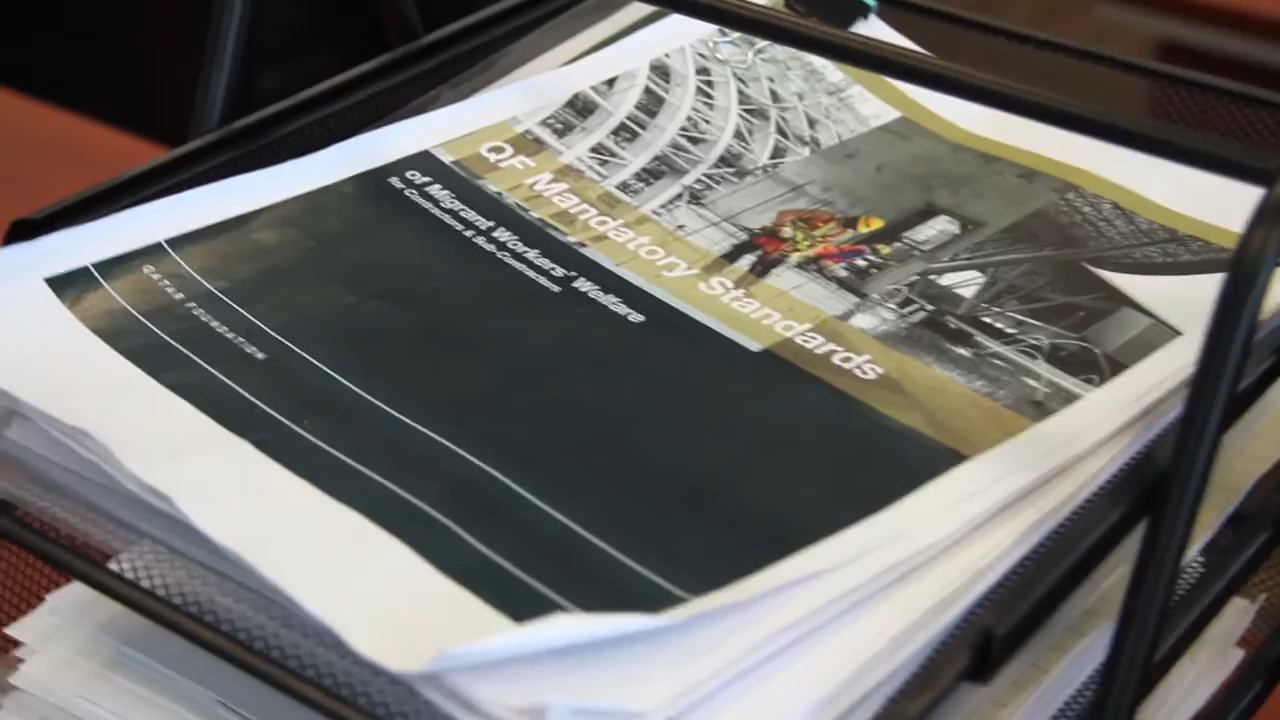 QF Mandatory Standards
of Migrant Workers' Welfare
for Contractors & Sub-Contractors
QATAR FOUNDATION